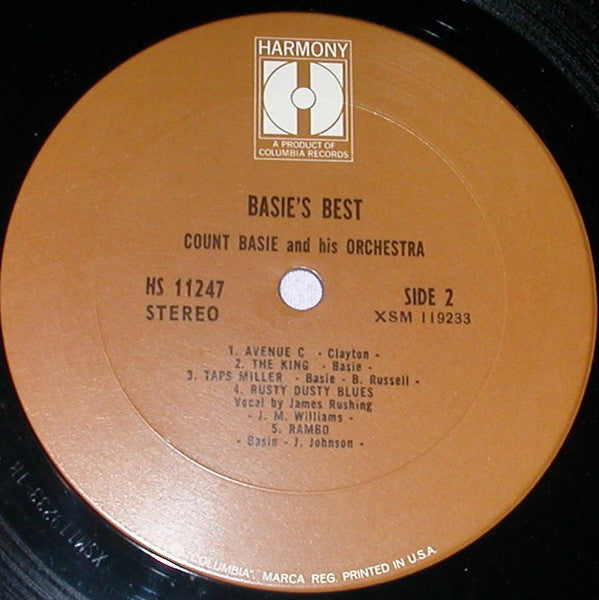 HARMONY
H
A PRODUCT OF
COLUMBIA RECORDS
BASIE'S BEST
COUNT BASIE and his ORCHESTRA
HS 11247
STEREO
SIDE 2
XSM 119233
1. AVENUE C - Clayton -
2. THE KING - Basie -
3. TAPS MILLER - Basie - B. Russell -
4. RUSTY DUSTY BLUES
Vocal by James Rushing
- J. M. Williams -
5. RAMBO
- Basie - J. Johnson -
"COLUMBIA", MARCA REG. PRINTED IN U.S.A.